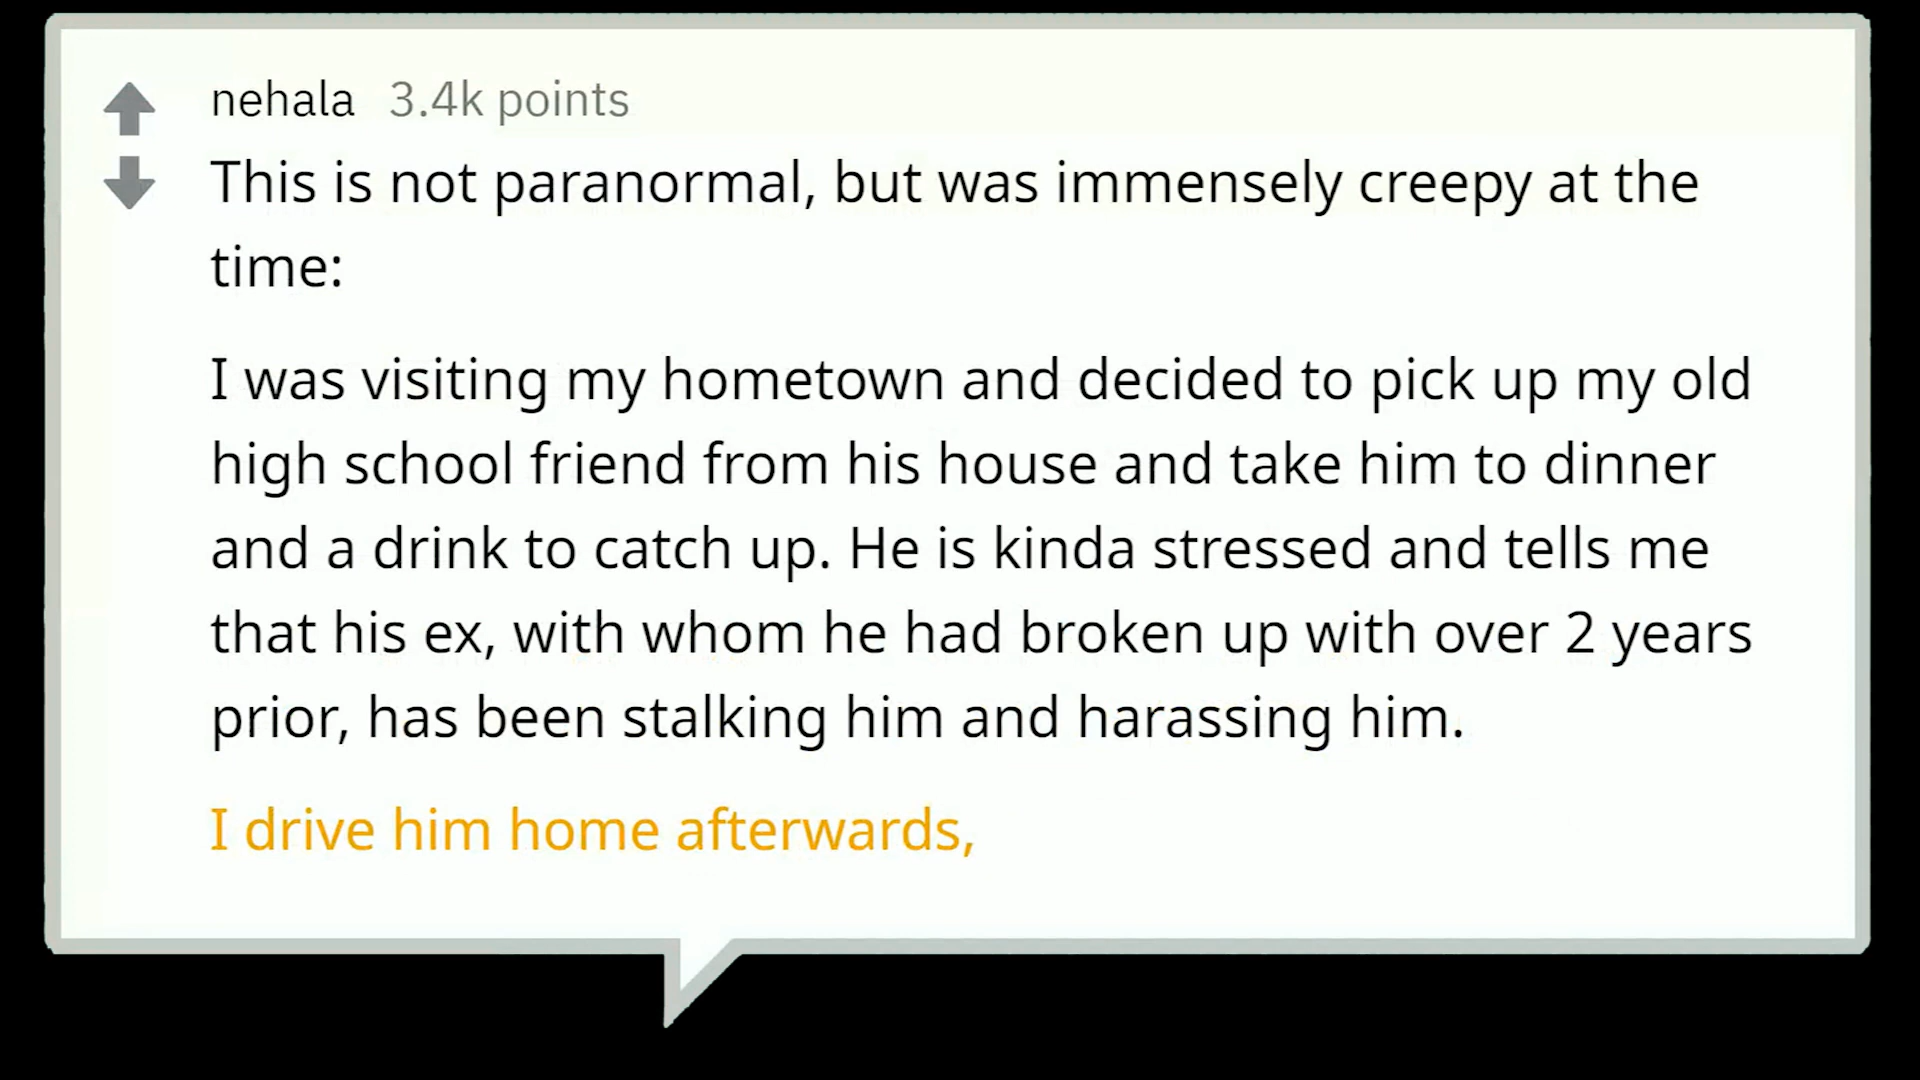 nehala 3.4k points
This is not paranormal, but was immensely creepy at the
time:
I was visiting my hometown and decided to pick up my old
high school friend from his house and take him to dinner
and a drink to catch up. He is kinda stressed and tells me
that his ex, with whom he had broken up with over 2 years
prior, has been stalking him and harassing him.
I drive him home afterwards,